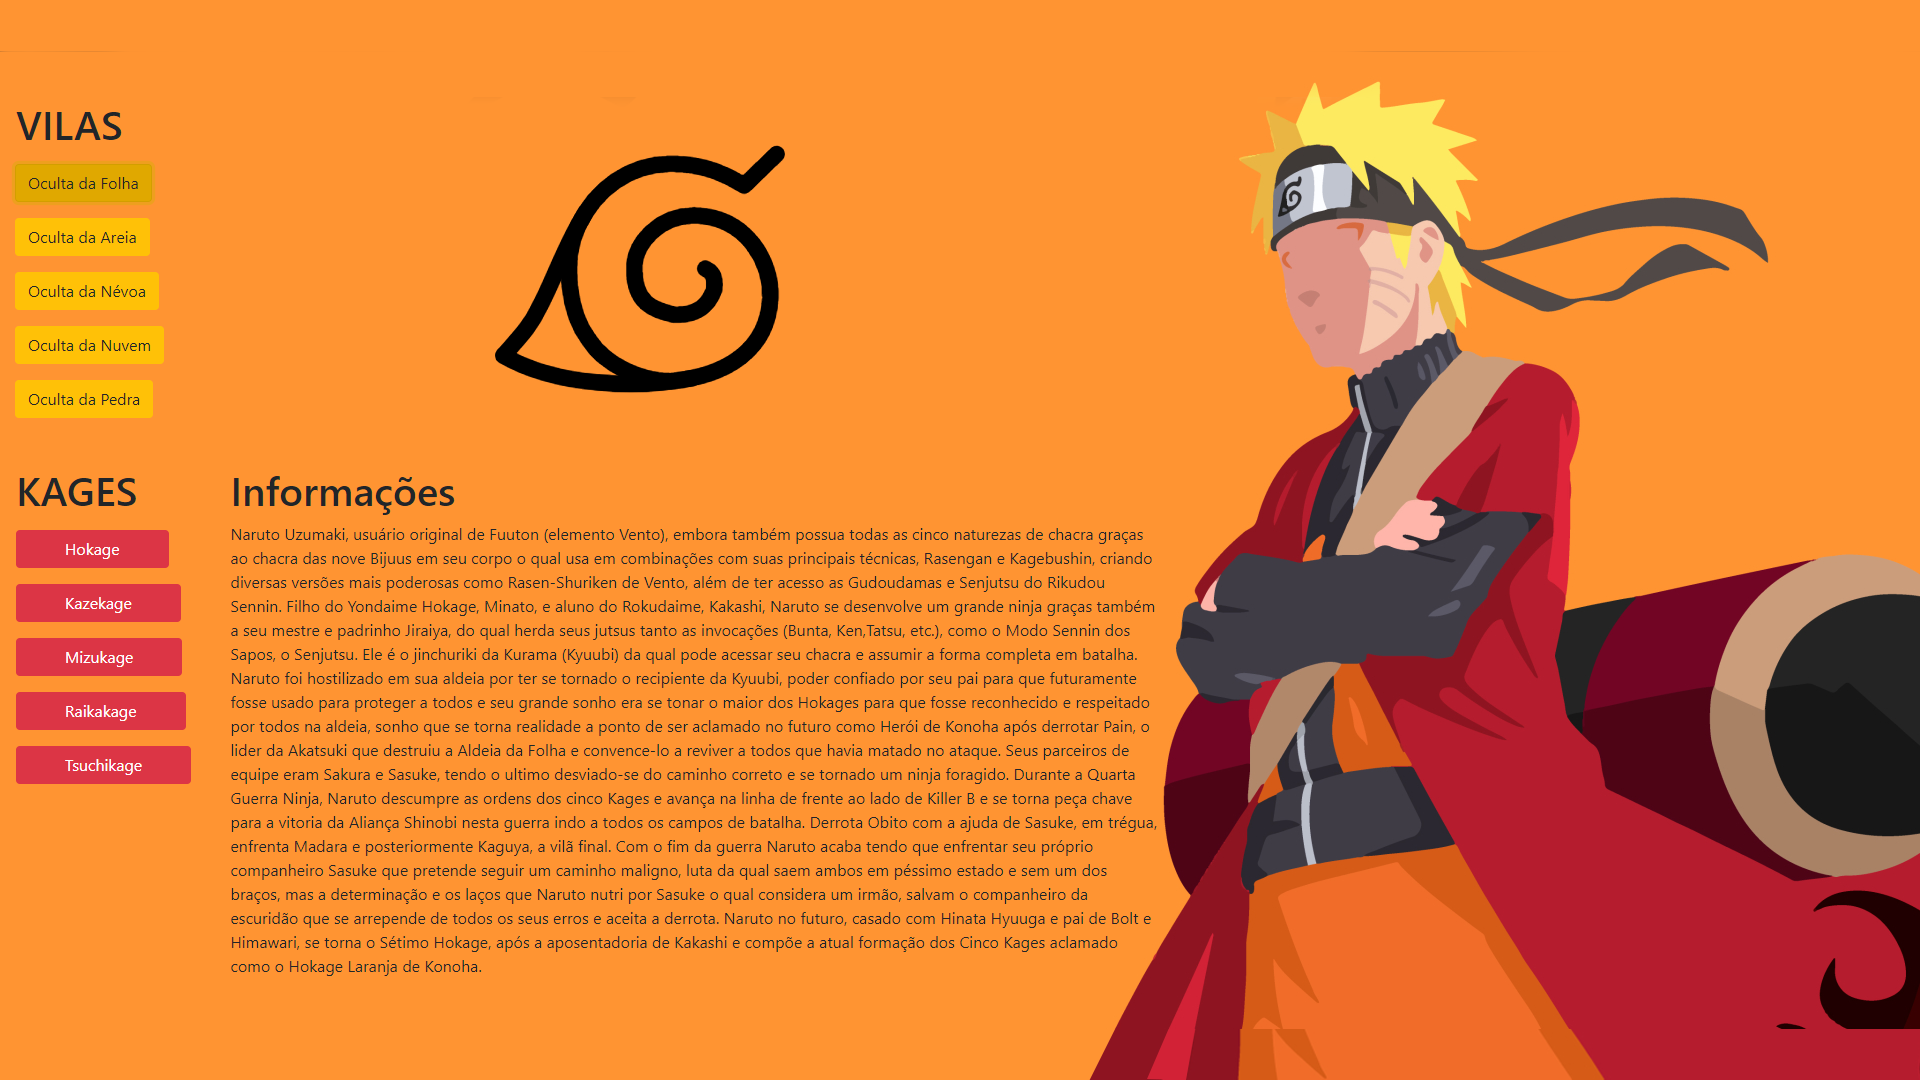 VILAS
Oculta da Folha
Oculta da Areia
Oculta da Névoa
Oculta da Nuvem
Oculta da Pedra
KAGES
Hokage
Kazekage
Mizukage
Raikakage
Tsuchikage
Informações
Naruto Uzumaki, usuário original de Fuuton (elemento Vento), embora também possua todas as cinco naturezas de chacra graças
ao chacra das nove Bijuus em seu corpo o qual usa em combinações com suas principais técnicas, Rasengan e Kagebushin, criando
diversas versões mais poderosas como Rasen-Shuriken de Vento, além de ter acesso as Gudoudamas e Senjutsu do Rikudou
Sennin. Filho do Yondaime Hokage, Minato, e aluno do Rokudaime, Kakashi, Naruto se desenvolve um grande ninja graças também
a seu mestre e padrinho Jiraiya, do qual herda seus jutsus tanto as invocações (Bunta, Ken,Tatsu, etc.), como o Modo Sennin dos
Sapos, o Senjutsu. Ele é o jinchuriki da Kurama (Kyuubi) da qual pode acessar seu chacra e assumir a forma completa em batalha.
Naruto foi hostilizado em sua aldeia por ter se tornado o recipiente da Kyuubi, poder confiado por seu pai para que futuramente
fosse usado para proteger a todos e seu grande sonho era se tonar o maior dos Hokages para que fosse reconhecido e respeitado
por todos na aldeia, sonho que se torna realidade a ponto de ser aclamado no futuro como Herói de Konoha após derrotar Pain, o
lider da Akatsuki que destruiu a Aldeia da Folha e convence-lo a reviver a todos que havia matado no ataque. Seus parceiros de
equipe eram Sakura e Sasuke, tendo o ultimo desviado-se do caminho correto e se tornado um ninja foragido. Durante a Quarta
Guerra Ninja, Naruto descumpre as ordens dos cinco Kages e avança na linha de frente ao lado de Killer B e se torna peça chave
para a vitoria da Aliança Shinobi nesta guerra indo a todos os campos de batalha. Derrota Obito com a ajuda de Sasuke, em trégua,
enfrenta Madara e posteriormente Kaguya, a vilã final. Com o fim da guerra Naruto acaba tendo que enfrentar seu próprio
companheiro Sasuke que pretende seguir um caminho maligno, luta da qual saem ambos em péssimo estado e sem um dos
braços, mas a determinação e os laços que Naruto nutri por Sasuke o qual considera um irmão, salvam o companheiro da
escuridão que se arrepende de todos os seus erros e aceita a derrota. Naruto no futuro, casado com Hinata Hyuuga e pai de Bolt e
Himawari, se torna o Sétimo Hokage, após a aposentadoria de Kakashi e compõe a atual formação dos Cinco Kages aclamado
como o Hokage Laranja de Konoha.